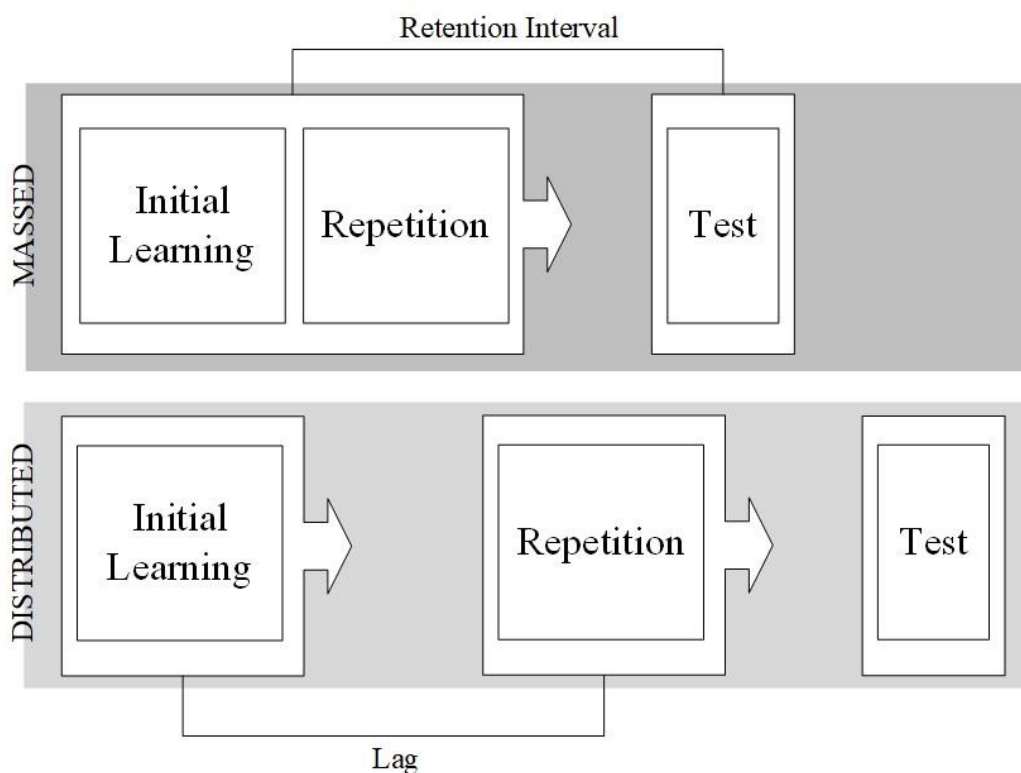 Retention Interval
MASSED
Initial
Learning
Repetition
Test
DISTRIBUTED
Initial
Learning
Repetition
Test
Lag